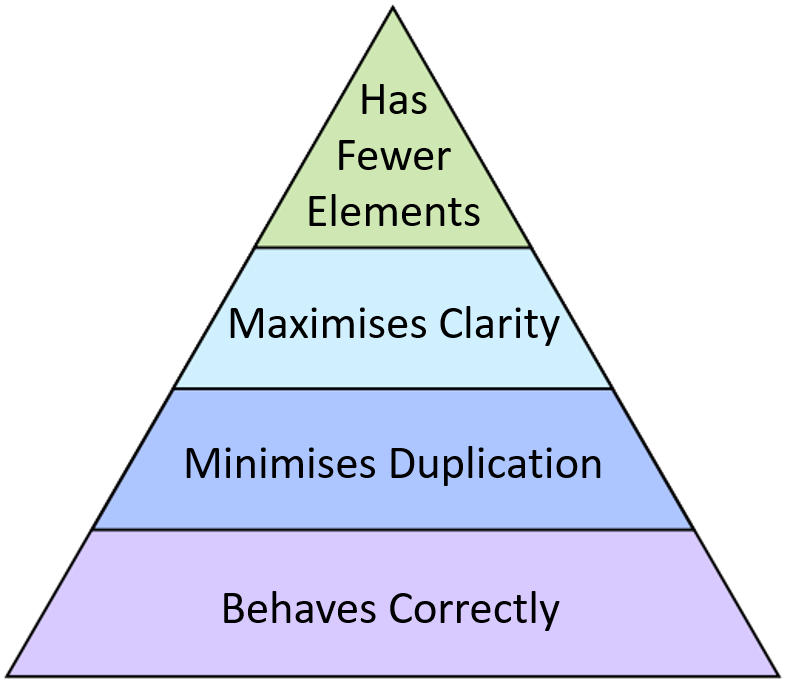 Has
Fewer
Elements
Maximises Clarity
Minimises Duplication
Behaves Correctly